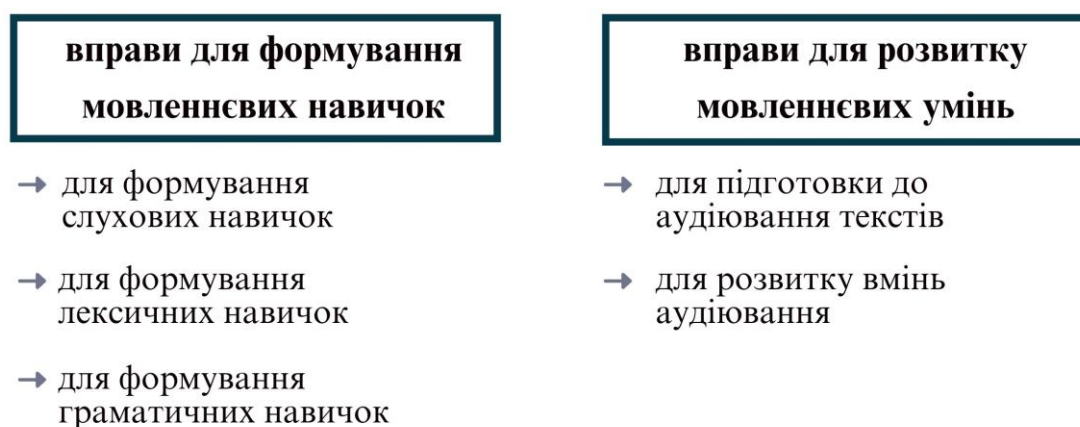 вправи для формування
мовленнєвих навичок
→ для формування
слухових навичок
→ для формування
лексичних навичок
→ для формування
граматичних навичок
вправи для розвитку
мовленнєвих умінь
→ для підготовки до
аудіювання текстів
→ для розвитку вмінь
аудіювання